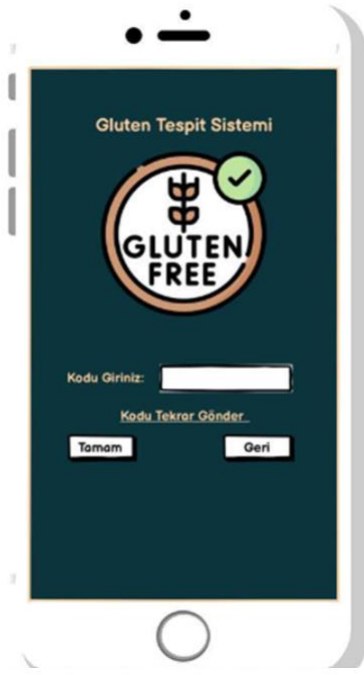 Gluten Tespit Sistemi
GLUTEN
FREE
Kodu Giriniz:
Kodu Tekrar Gönder
Tamam Geri